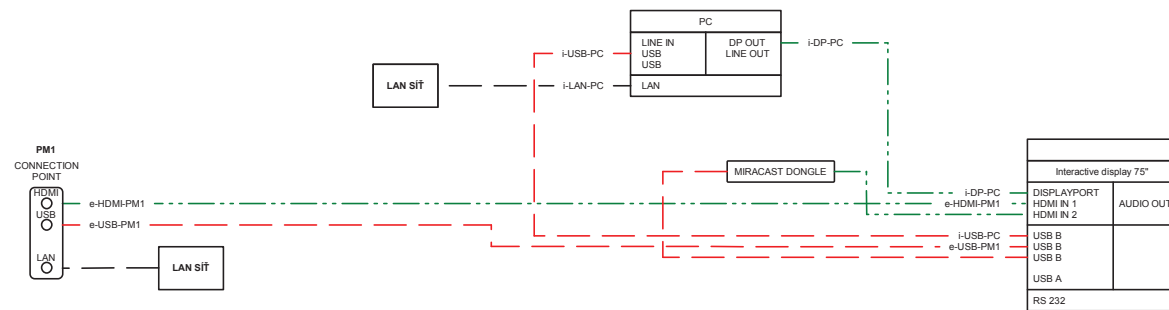 PC
LINE IN
USB
USB
DP OUT
LINE OUT
LAN
i-USB-PC
i-DP-PC
LAN SÍŤ
i-LAN-PC
PM1
CONNECTION
POINT
HDMI
e-HDMI-PM1
USB
e-USB-PM1
LAN
LAN SÍŤ
MIRACAST DONGLE
Interactive display 75"
i-DP-PC
DISPLAYPORT
e-HDMI-PM1
HDMI IN 1
HDMI IN 2
AUDIO OUT
i-USB-PC
USB B
e-USB-PM1
USB B
USB B
USB A
RS 232